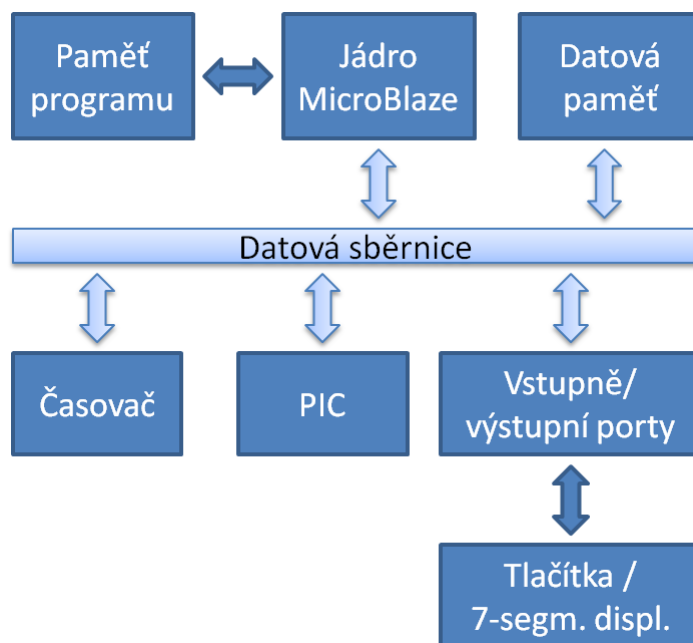 Paměť
programu
Jádro
MicroBlaze
Datová
paměť
Datová sběrnice
Časovač
PIC
Vstupně/
výstupní porty
Tlačítka /
7-segm. displ.